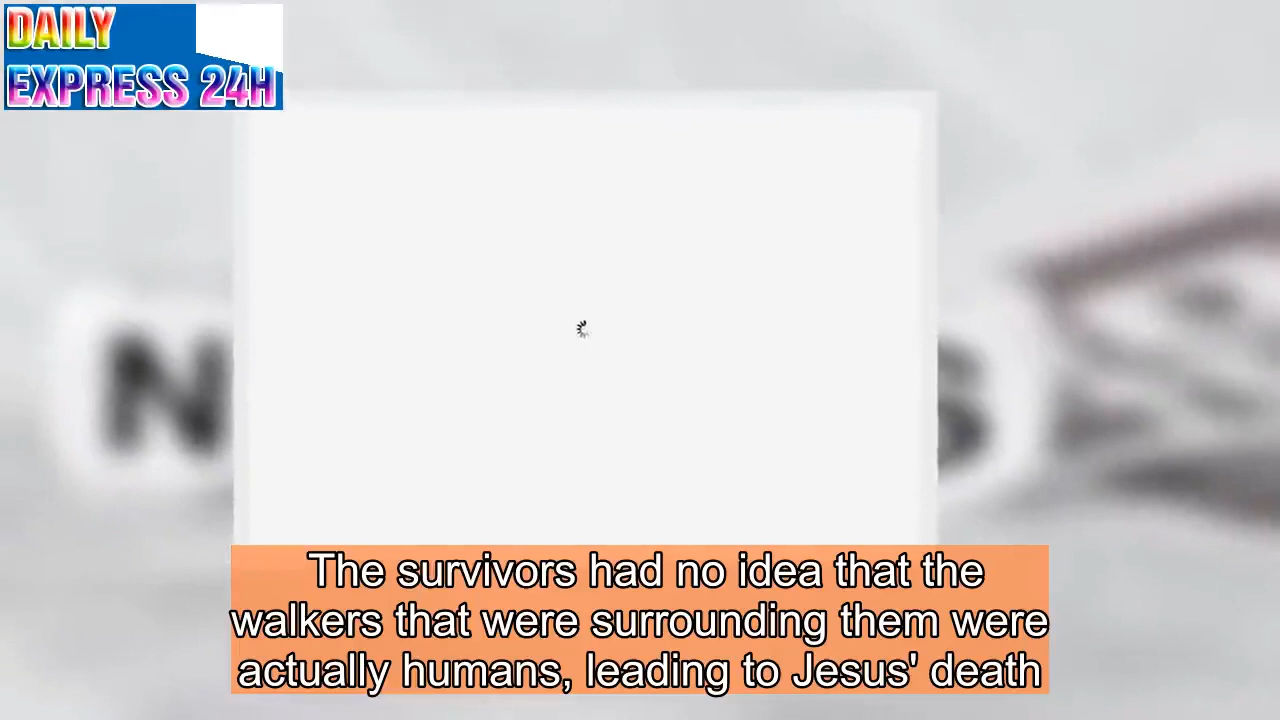 DAILY
EXPRESS 24H
N S
The survivors had no idea that the
walkers that were surrounding them were
actually humans, leading to Jesus' death